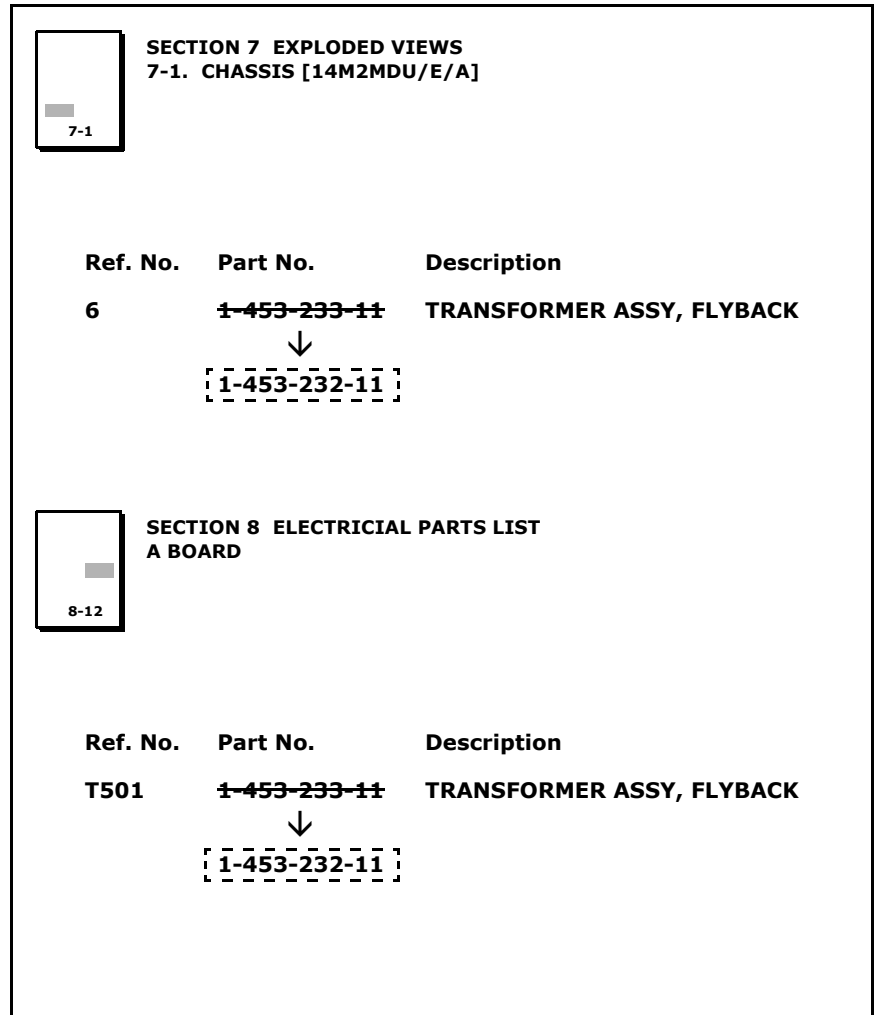 SECTION 7 EXPLODED VIEWS
7-1. CHASSIS [14M2MDU/E/A]
7-1
Ref. No. Part No. Description
6 1-453-233-11 TRANSFORMER ASSY, FLYBACK
↓
1-453-232-11
SECTION 8 ELECTRICIAL PARTS LIST
A BOARD
8-12
Ref. No. Part No. Description
T501 1-453-233-11 TRANSFORMER ASSY, FLYBACK
↓
1-453-232-11